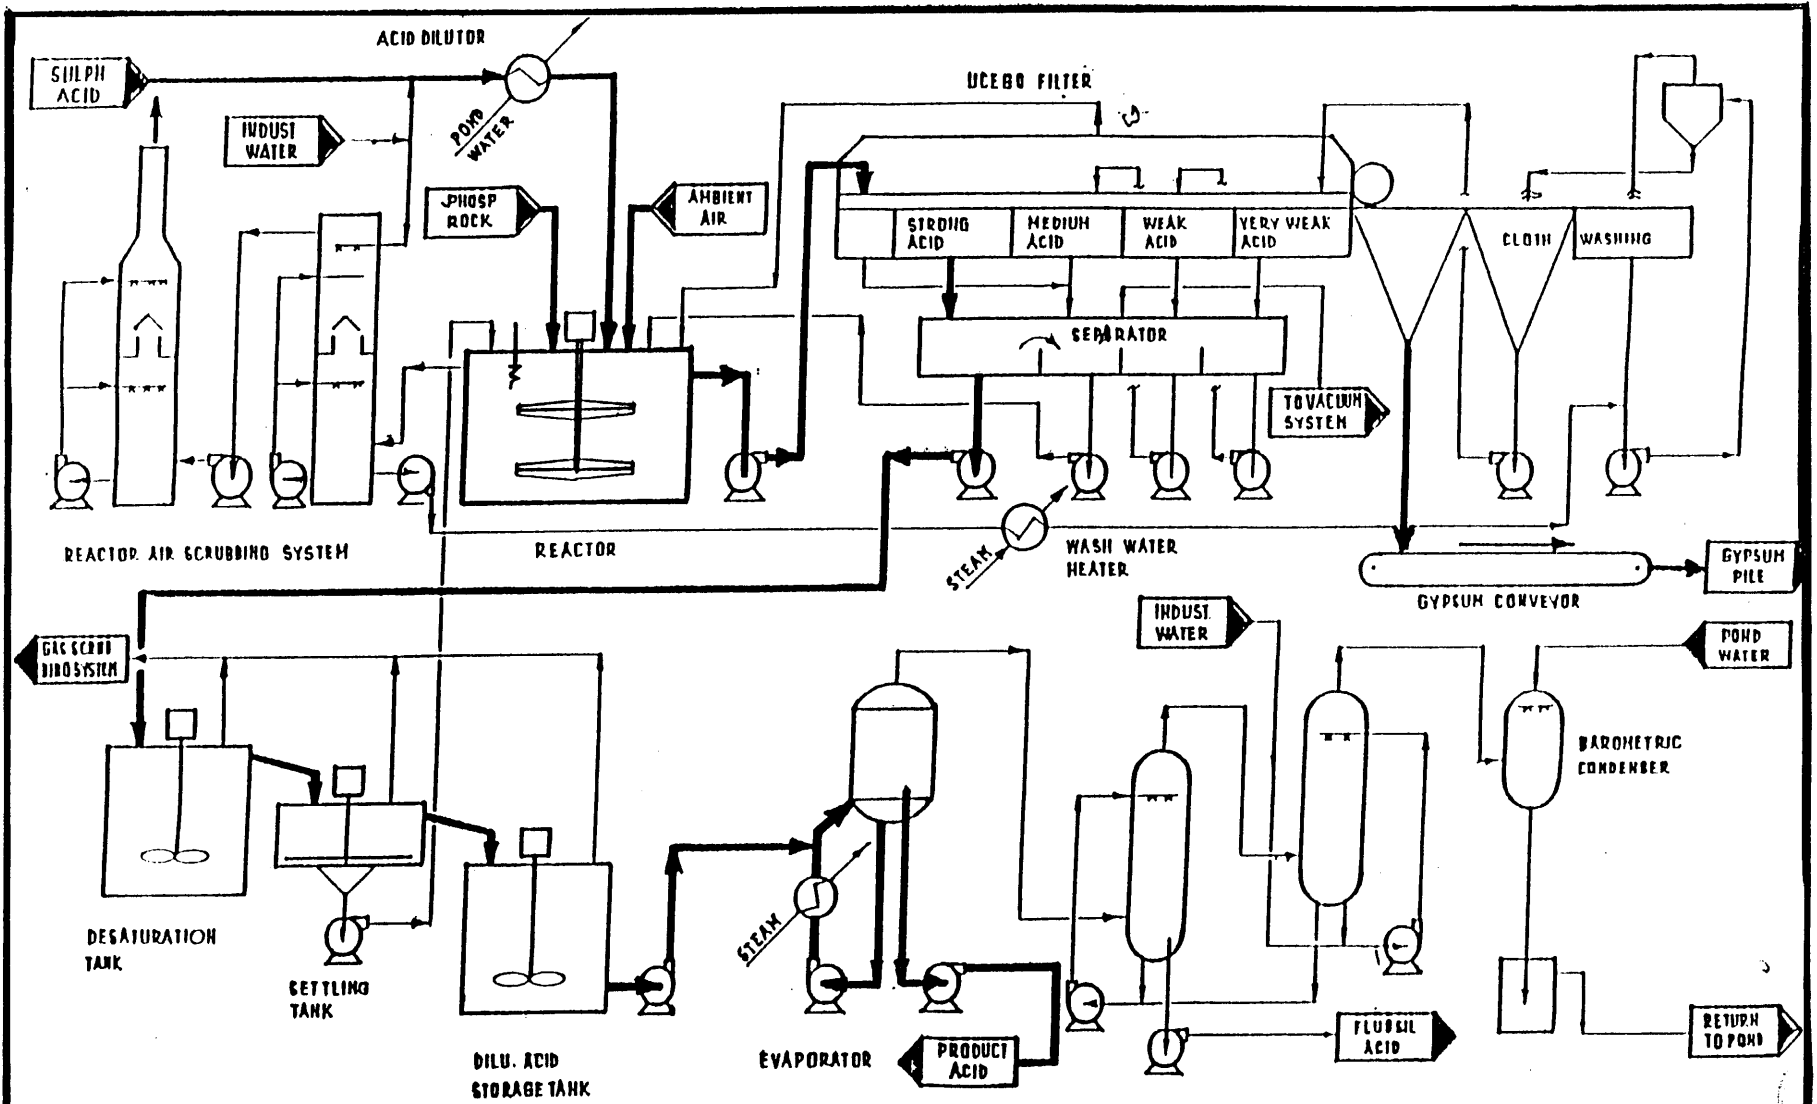 ACID DILUTOR
SULPH
ACID
INDUST
WATER
POND
WATER
PHOSP
ROCK
AMBIENT
AIR
UCEGO FILTER
STRONG
ACID
MEDIUM
ACID
WEAK
ACID
VERY WEAK
ACID
CLOTH
WASHING
SEPARATOR
TO VACUUM
SYSTEM
REACTOR AIR SCRUBBING SYSTEM
REACTOR
STEAM
WASH WATER
HEATER
GYPSUM
PILE
GYPSUM CONVEYOR
INDUST.
WATER
POND
WATER
GAS SCRUB
BING SYSTEM
BAROMETRIC
CONDENSER
DESATURATION
TANK
SETTLING
TANK
STEAM
DILU. ACID
STORAGE TANK
EVAPORATOR
PRODUCT
ACID
FLUOSIL
ACID
RETURN
TO POND